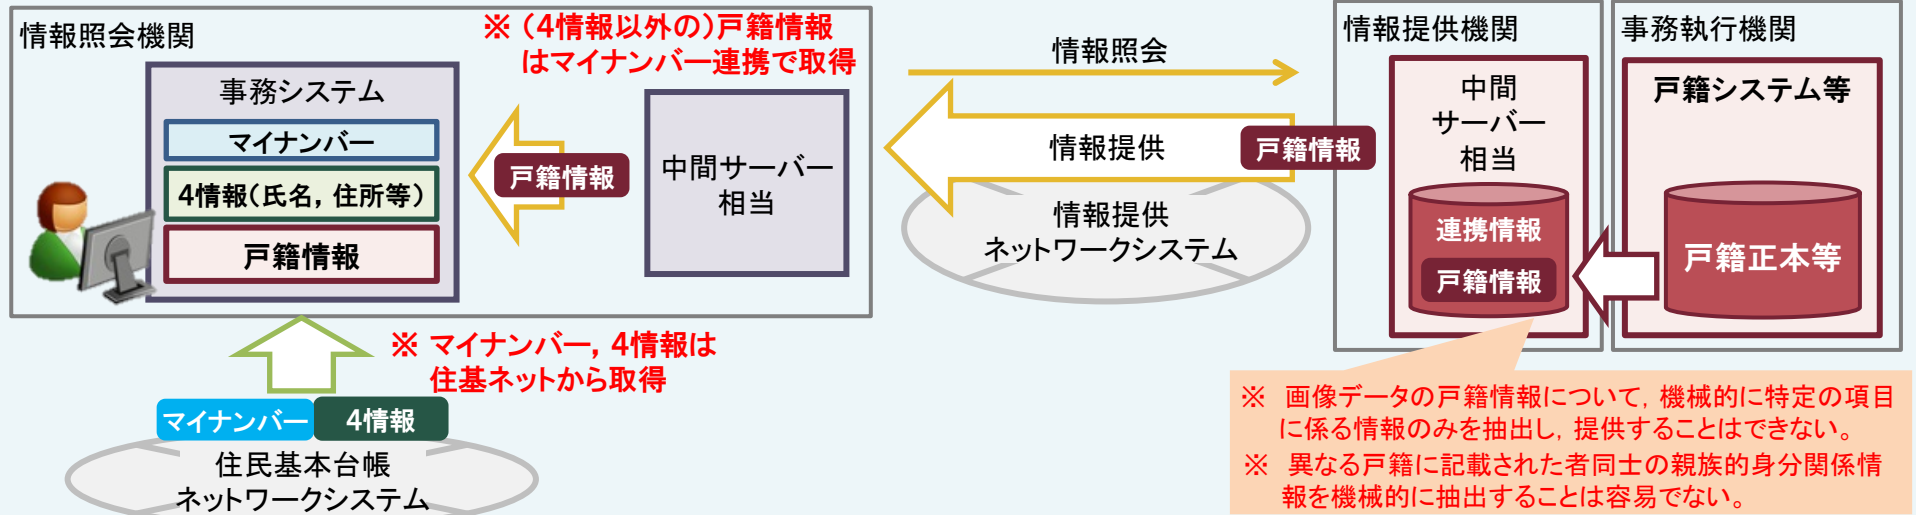 情報照会機関
※（4情報以外の）戸籍情報
はマイナンバー連携で取得
事務システム
マイナンバー
4情報（氏名，住所等）
戸籍情報
戸籍情報
中間サーバー
相当
※ マイナンバー，4情報は
住基ネットから取得
マイナンバー
4情報
住民基本台帳
ネットワークシステム
情報照会
情報提供
戸籍情報
情報提供
ネットワークシステム
情報提供機関
中間
サーバー
相当
連携情報
戸籍情報
事務執行機関
戸籍システム等
戸籍正本等
※　画像データの戸籍情報について，機械的に特定の項目
に係る情報のみを抽出し，提供することはできない。
※　異なる戸籍に記載された者同士の親族的身分関係情
報を機械的に抽出することは容易でない。